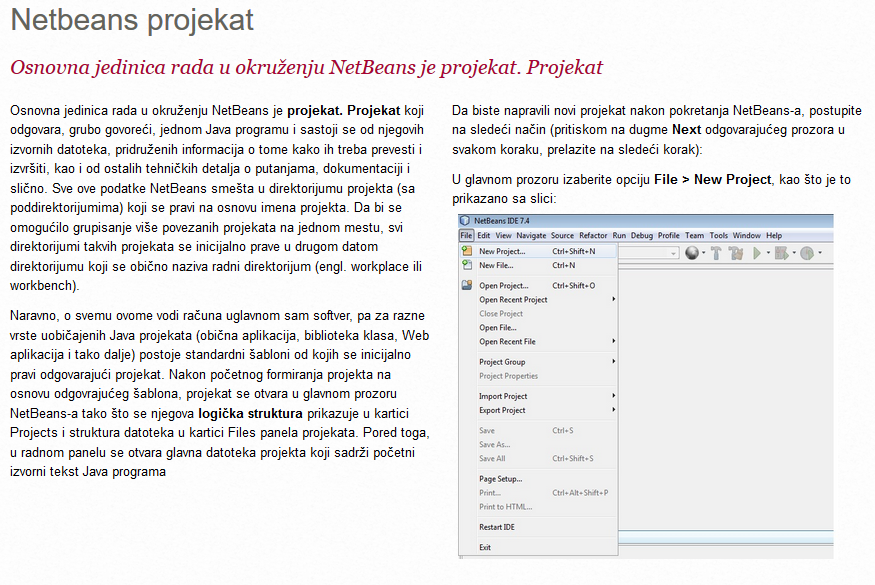 Netbeans projekat
Osnovna jedinica rada u okruženju NetBeans je projekat. Projekat
Osnovna jedinica rada u okruženju NetBeans je projekat. Projekat koji
odgovara, grubo govoreći, jednom Java programu i sastoji se od njegovih
izvornih datoteka, pridruženih informacija o tome kako ih treba prevesti i
izvršiti, kao i od ostalih tehničkih detalja o putanjama, dokumentaciji i
slično. Sve ove podatke NetBeans smešta u direktorijumu projekta (sa
poddirektorijumima) koji se pravi na osnovu imena projekta. Da bi se
omogućilo grupisanje više povezanih projekata na jednom mestu, svi
direktorijumi takvih projekata se inicijalno prave u drugom datom
direktorijumu koji se obično naziva radni direktorijum (engl. workplace ili
workbench).
Naravno, o svemu ovome vodi računa uglavnom sam softver, pa za razne
vrste uobičajenih Java projekata (obična aplikacija, biblioteka klasa, Web
aplikacija i tako dalje) postoje standardni šabloni od kojih se inicijalno
pravi odgovarajući projekat. Nakon početnog formiranja projekta na
osnovu odgovrajućeg šablona, projekat se otvara u glavnom prozoru
NetBeans-a tako što se njegova logička struktura prikazuje u kartici
Projects i struktura datoteka u kartici Files panela projekata. Pored toga,
u radnom panelu se otvara glavna datoteka projekta koji sadrži početni
izvorni tekst Java programa
Da biste napravili novi projekat nakon pokretanja NetBeans-a, postupite
na sledeći način (pritiskom na dugme Next odgovarajućeg prozora u
svakom koraku, prelazite na sledeći korak):
U glavnom prozoru izaberite opciju File > New Project, kao što je to
prikazano sa slici:
NetBeans IDE 7.4
File Edit View Navigate Source Refactor Run Debug Profile Team Tools Window Help
New Project... Ctrl+Shift+N
New File... Ctrl+N
Open Project... Ctrl+Shift+O
Open Recent Project
Close Project
Open File...
Open Recent File
Project Group
Project Properties
Import Project
Export Project
Save Ctrl+S
Save As...
Save All Ctrl+Shift+S
Page Setup...
Print... Ctrl+Alt+Shift+P
Print to HTML...
Restart IDE
Exit